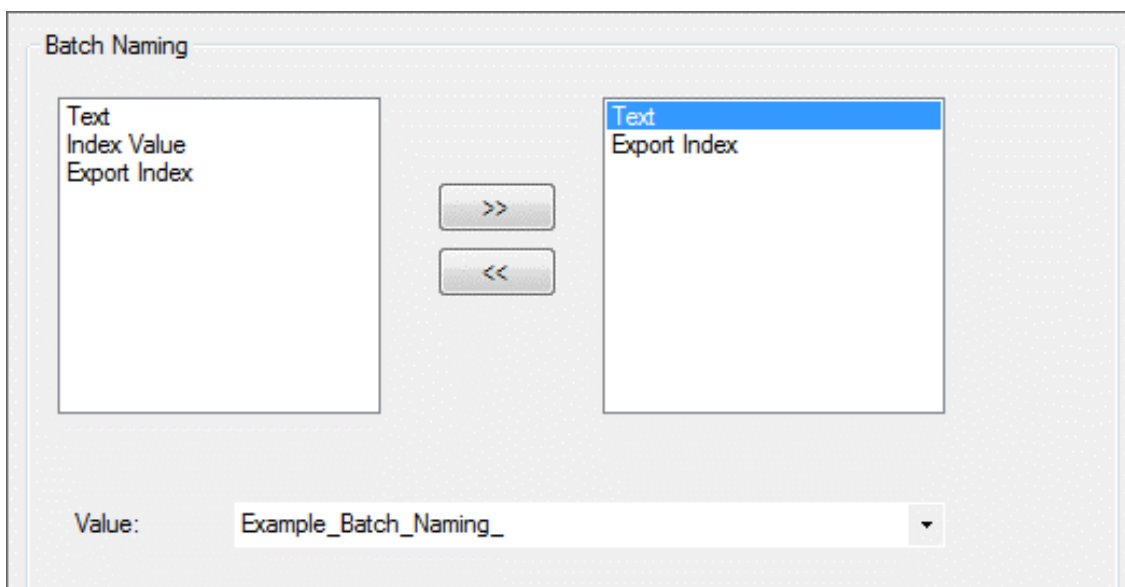 Batch Naming
Text
Index Value
Export Index
>>
<<
Text
Export Index
Value:
Example_Batch_Naming_